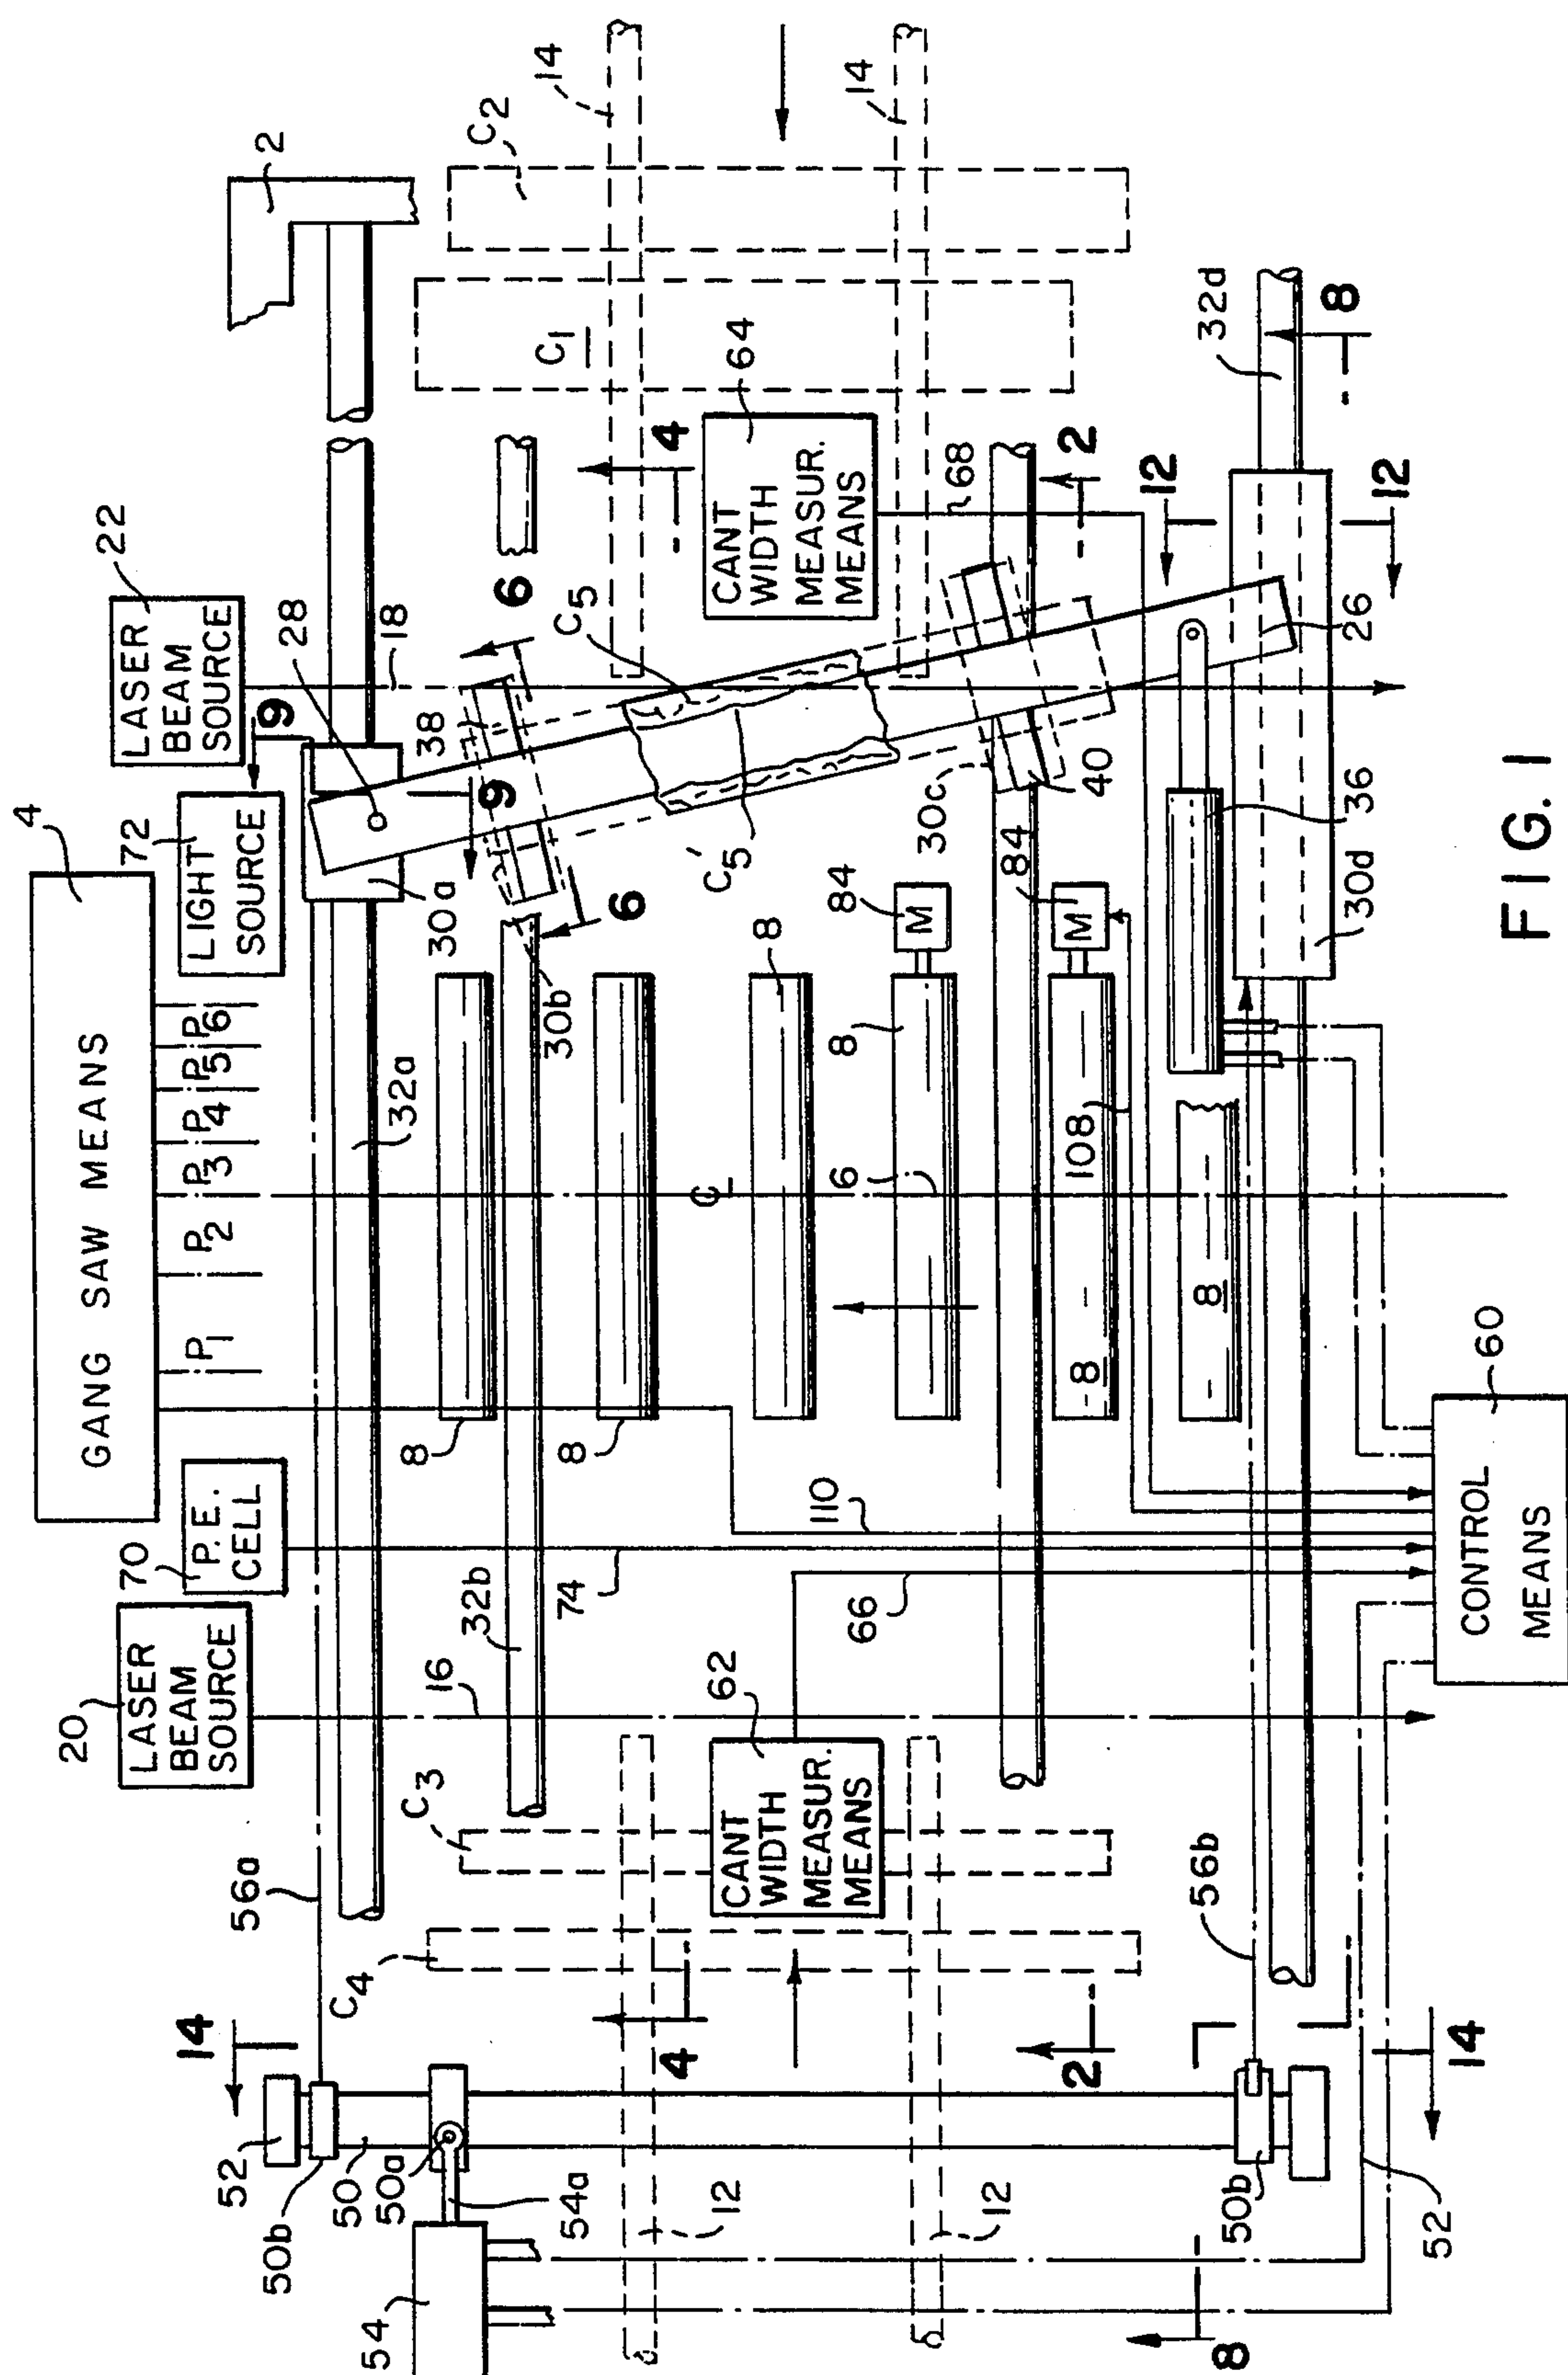 FIG. 1
GANG SAW MEANS
4
P1
P2
P3
P4
P5
P6
20
LASER
BEAM
SOURCE
70
P.E.
CELL
72
LIGHT
SOURCE
LASER
BEAM
SOURCE
22
2
9
9
28
18
30a
32a
56a
14
52
50b
50
50a
54
54a
12
12
C4
C3
4
2
16
62
CANT
WIDTH
MEASUR.
MEANS
32b
74
66
110
8
8
8
8
8
8
6
C
L
84
M
84
M
108
30b
6
6
38
C5
C5'
30c
40
64
CANT
WIDTH
MEASUR.
MEANS
4
68
2
C1
C2
14
14
12
12
26
36
30d
32d
8
56b
50b
52
14
8
60
CONTROL
MEANS